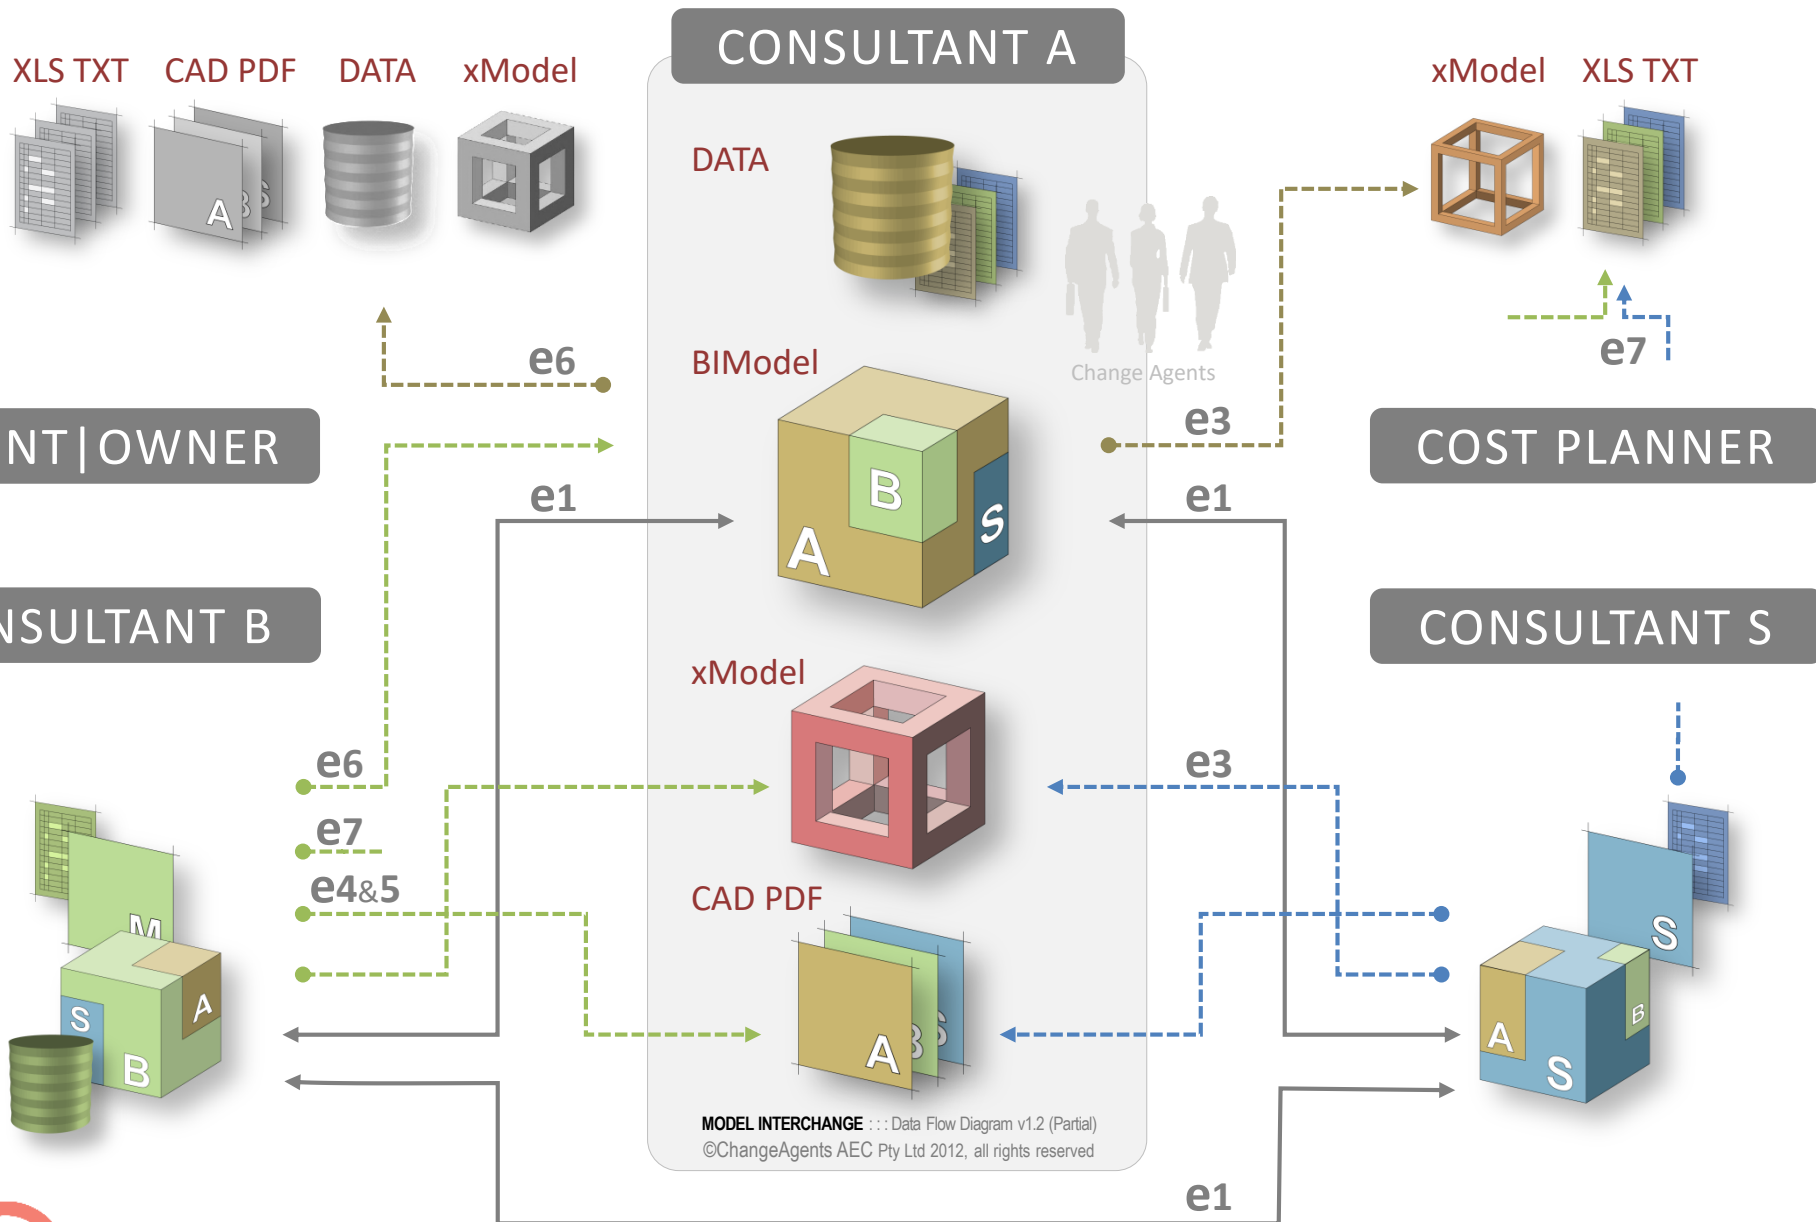 CONSULTANT A
XLS TXT
CAD PDF
DATA
xModel
xModel
XLS TXT
A
B
S
DATA
Change Agents
e6
BIModel
e3
e7
NT|OWNER
COST PLANNER
e1
e1
A
B
S
NSULTANT B
CONSULTANT S
xModel
e6
e3
e7
e4&5
CAD PDF
M
S
A
S
B
A
B
S
A
B
S
MODEL INTERCHANGE : : : Data Flow Diagram v1.2 (Partial)
©ChangeAgents AEC Pty Ltd 2012, all rights reserved
e1